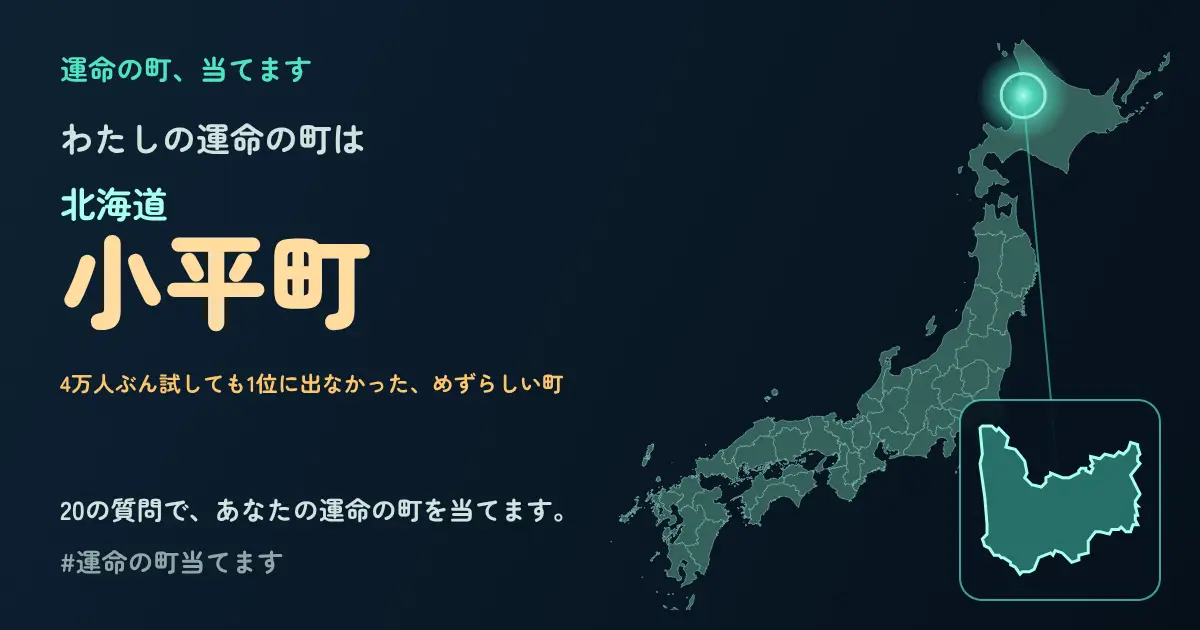 運命の町、当てます
わたしの運命の町は
北海道
小平町
4万人ぶん試しても1位に出なかった、めずらしい町
20の質問で、あなたの運命の町を当てます。
#運命の町当てます